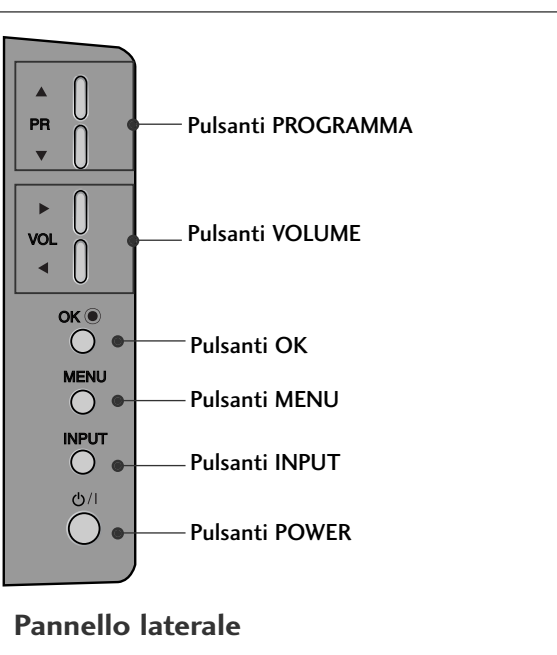 ▲
PR
▼
Pulsanti PROGRAMMA
►
VOL
◄
Pulsanti VOLUME
OK ◉
Pulsanti OK
MENU
Pulsanti MENU
INPUT
Pulsanti INPUT
⏻/I
Pulsanti POWER
Pannello laterale